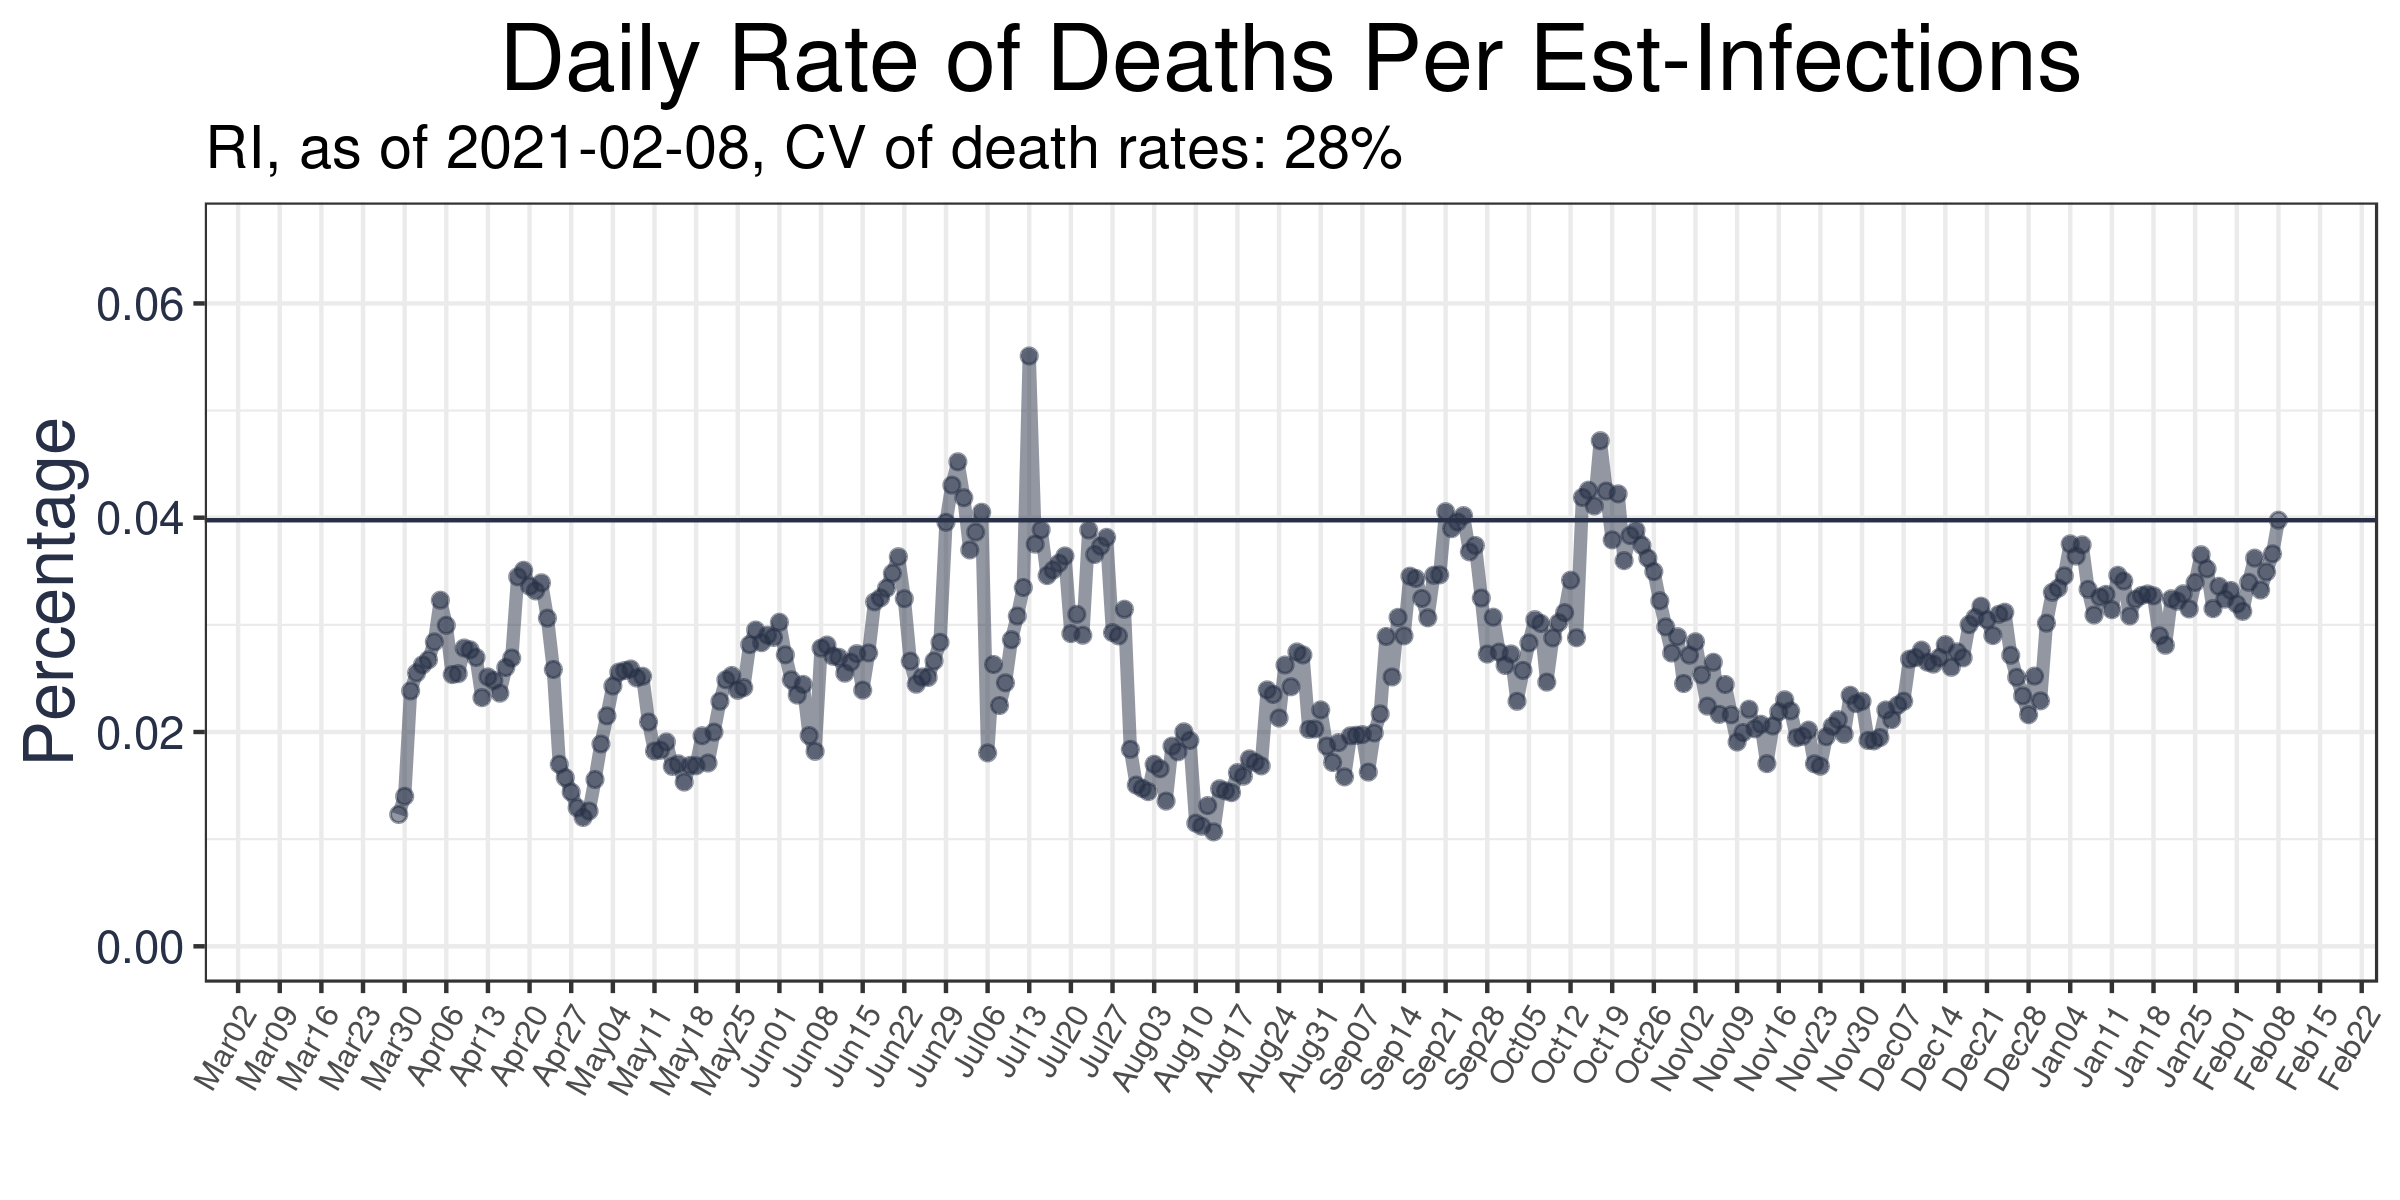 Daily Rate of Deaths Per Est-Infections
RI, as of 2021-02-08, CV of death rates: 28%
Percentage
0.06
0.04
0.02
0.00
Mar02
Mar09
Mar16
Mar23
Mar30
Apr06
Apr13
Apr20
Apr27
May04
May11
May18
May25
Jun01
Jun08
Jun15
Jun22
Jun29
Jul06
Jul13
Jul20
Jul27
Aug03
Aug10
Aug17
Aug24
Aug31
Sep07
Sep14
Sep21
Sep28
Oct05
Oct12
Oct19
Oct26
Nov02
Nov09
Nov16
Nov23
Nov30
Dec07
Dec14
Dec21
Dec28
Jan04
Jan11
Jan18
Jan25
Feb01
Feb08
Feb15
Feb22